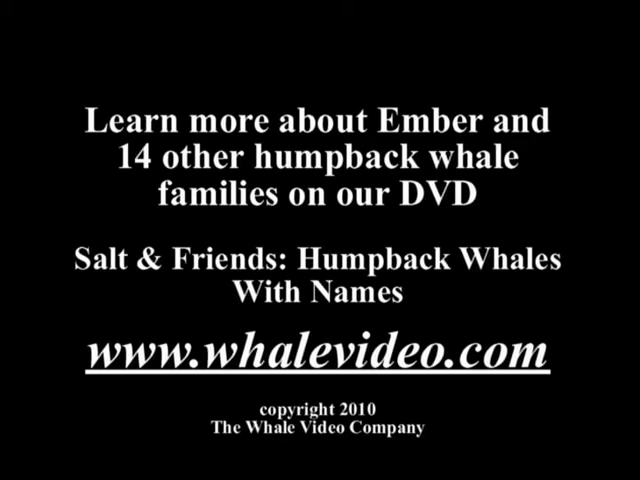 Learn more about Ember and
14 other humpback whale
families on our DVD
Salt & Friends: Humpback Whales
With Names
www.whalevideo.com
copyright 2010
The Whale Video Company